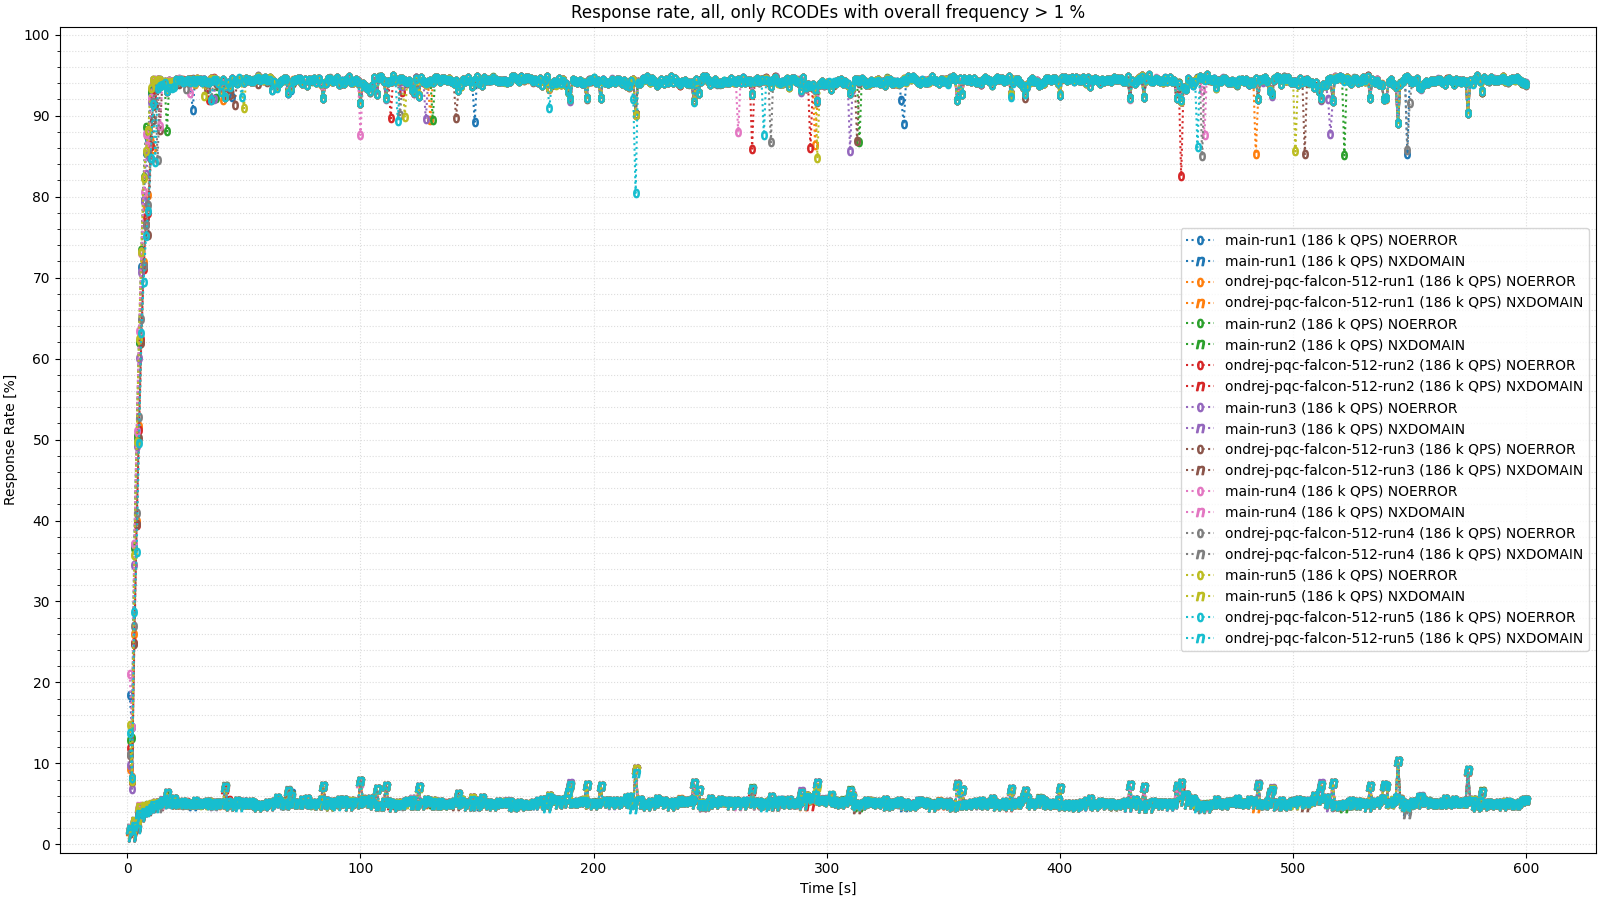 Response rate, all, only RCODEs with overall frequency > 1 %
Response Rate [%]
100
90
80
70
60
50
40
30
20
10
0
main-run1 (186 k QPS) NOERROR
main-run1 (186 k QPS) NXDOMAIN
ondrej-pqc-falcon-512-run1 (186 k QPS) NOERROR
ondrej-pqc-falcon-512-run1 (186 k QPS) NXDOMAIN
main-run2 (186 k QPS) NOERROR
main-run2 (186 k QPS) NXDOMAIN
ondrej-pqc-falcon-512-run2 (186 k QPS) NOERROR
ondrej-pqc-falcon-512-run2 (186 k QPS) NXDOMAIN
main-run3 (186 k QPS) NOERROR
main-run3 (186 k QPS) NXDOMAIN
ondrej-pqc-falcon-512-run3 (186 k QPS) NOERROR
ondrej-pqc-falcon-512-run3 (186 k QPS) NXDOMAIN
main-run4 (186 k QPS) NOERROR
main-run4 (186 k QPS) NXDOMAIN
ondrej-pqc-falcon-512-run4 (186 k QPS) NOERROR
ondrej-pqc-falcon-512-run4 (186 k QPS) NXDOMAIN
main-run5 (186 k QPS) NOERROR
main-run5 (186 k QPS) NXDOMAIN
ondrej-pqc-falcon-512-run5 (186 k QPS) NOERROR
ondrej-pqc-falcon-512-run5 (186 k QPS) NXDOMAIN
0 100 200 300 400 500 600
Time [s]